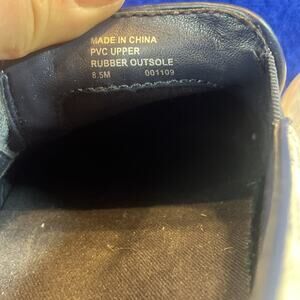 MADE IN CHINA
PVC UPPER
RUBBER OUTSOLE
8.5M 001109